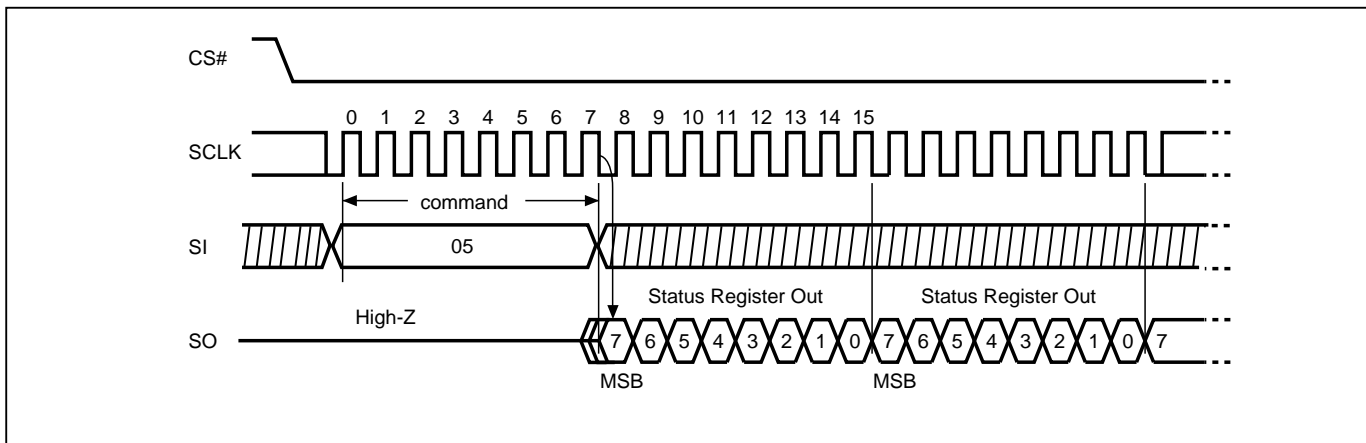 CS#
0 1 2 3 4 5 6 7 8 9 10 11 12 13 14 15
SCLK
command
SI
05
Status Register Out Status Register Out
High-Z
SO
7 6 5 4 3 2 1 0 7 6 5 4 3 2 1 0 7
MSB MSB